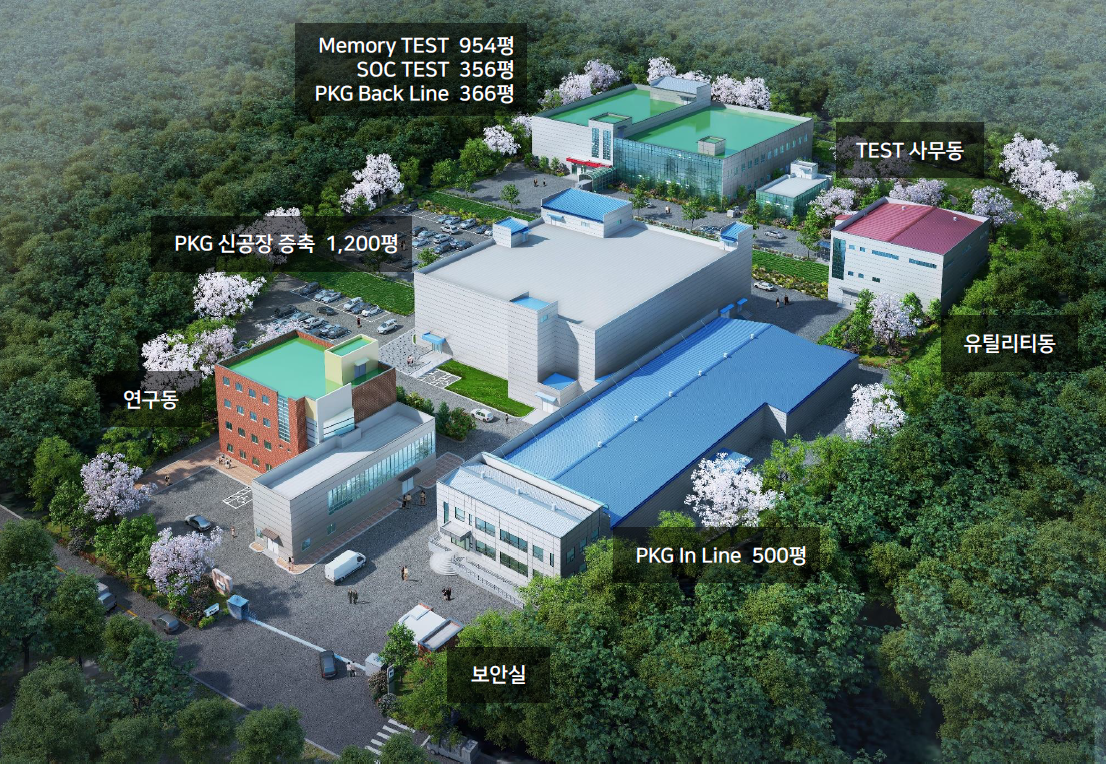 Memory TEST 954평
SOC TEST 356평
PKG Back Line 366평
TEST 사무동
PKG 신공장 증축 1,200평
유틸리티동
연구동
PKG In Line 500평
보안실